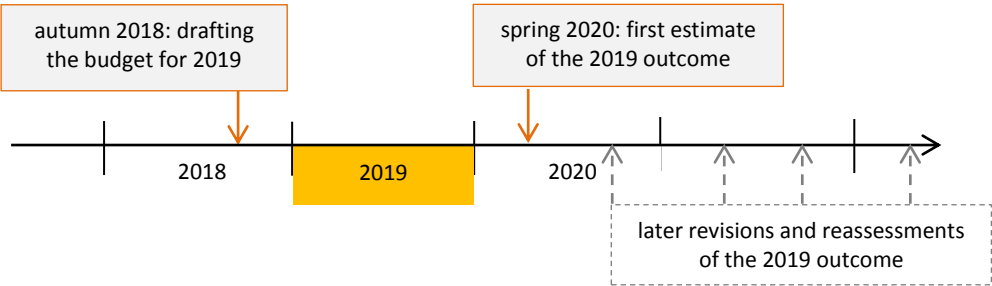 autumn 2018: drafting
the budget for 2019
spring 2020: first estimate
of the 2019 outcome
2018
2019
2020
later revisions and reassessments
of the 2019 outcome